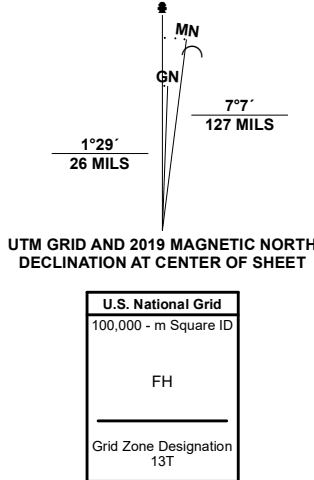 MN
GN
7°7´
127 MILS
1°29´
26 MILS
UTM GRID AND 2019 MAGNETIC NORTH
DECLINATION AT CENTER OF SHEET
U.S. National Grid
100,000 - m Square ID
FH
Grid Zone Designation
13T